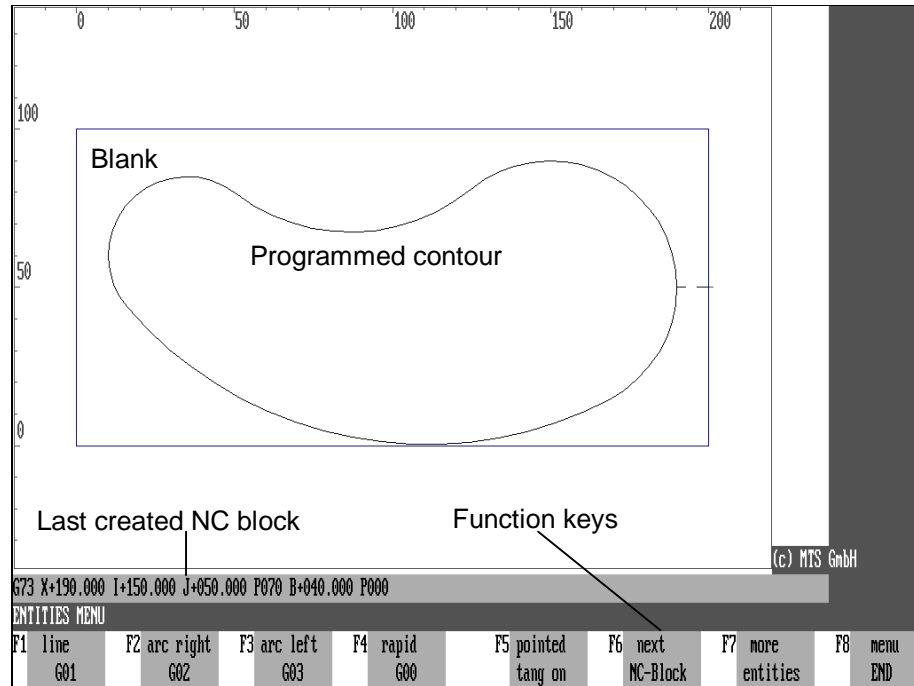 0 50 100 150 200
100
Blank
Programmed contour
50
0
Last created NC block
Function keys
(c) MTS GmbH
G73 X+190.000 I+150.000 J+050.000 P070 B+040.000 P000
ENTITIES MENU
F1 line F2 arc right F3 arc left F4 rapid F5 pointed F6 next F7 more F8 menu
G01 G02 G03 G00 tang on NC-Block entities END